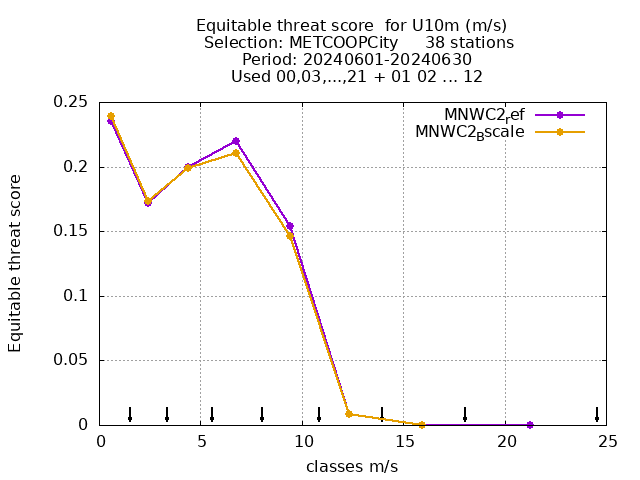 Equitable threat score  for U10m (m/s)
Selection: METCOOPCity     38 stations
Period: 20240601-20240630
Used 00,03,...,21 + 01 02 ... 12
MNWC2ref
MNWC2Bscale
0.25
0.2
0.15
0.1
0.05
0
Equitable threat score
0 5 10 15 20 25
classes m/s